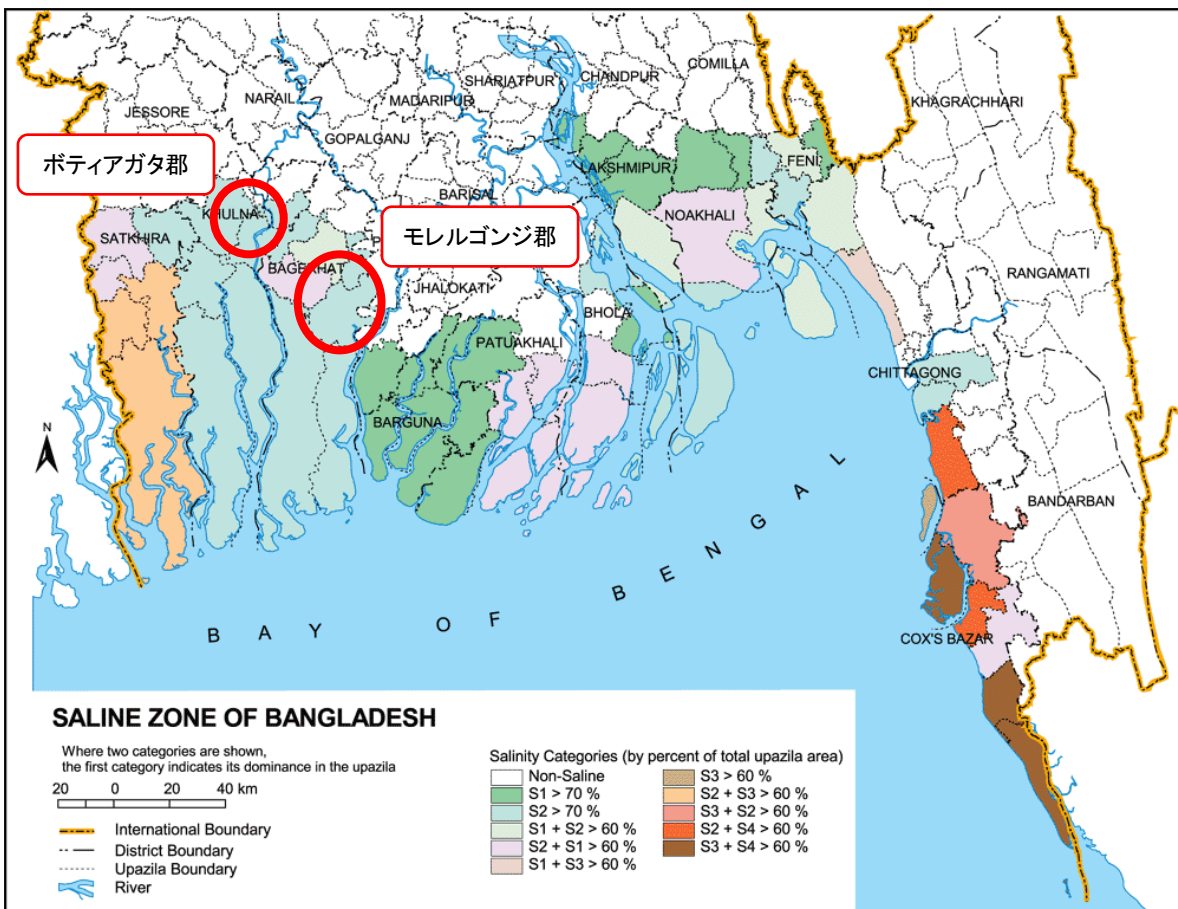 COMILLA
CHANDPUR
SHARIATPUR
KHAGRACHHARI
NARAIL
MADARIPUR
JESSORE
GOPALGANJ
ボティアガタ郡
FENI
LAKSHMIPUR
BARISAL
KHULNA
NOAKHALI
モレルゴンジ郡
SATKHIRA
BAGERHAT
RANGAMATI
JHALOKATI
BHOLA
PATUAKHALI
CHITTAGONG
BARGUNA
N
BANDARBAN
BAY OF BENGAL
COX'S BAZAR
SALINE ZONE OF BANGLADESH
Where two categories are shown,
the first category indicates its dominance in the upazila
20 0 20 40 km
International Boundary
District Boundary
Upazila Boundary
River
Salinity Categories (by percent of total upazila area)
Non-Saline
S1 > 70 %
S2 > 70 %
S1 + S2 > 60 %
S2 + S1 > 60 %
S1 + S3 > 60 %
S3 > 60 %
S2 + S3 > 60 %
S3 + S2 > 60 %
S2 + S4 > 60 %
S3 + S4 > 60 %